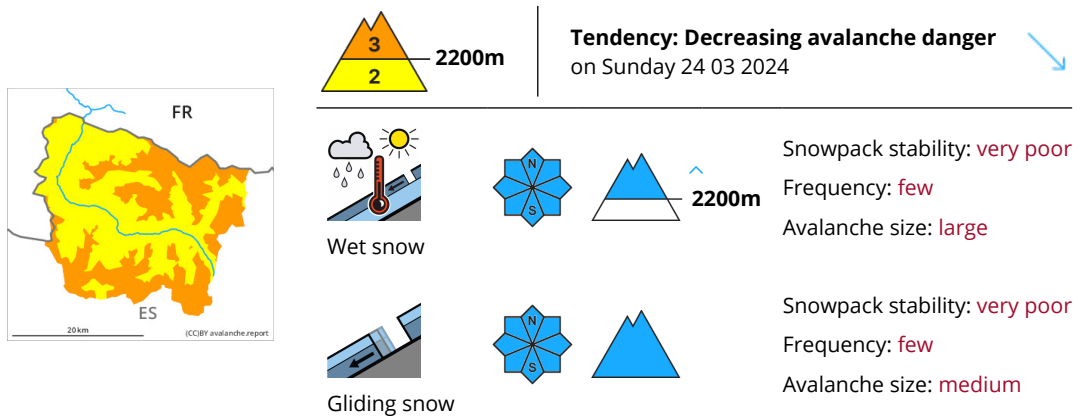 3
2200m
2
Tendency: Decreasing avalanche danger
on Sunday 24 03 2024
FR
ES
20 km
(CC)BY avalanche.report
N
S
2200m
Wet snow
Snowpack stability: very poor
Frequency: few
Avalanche size: large
N
S
Gliding snow
Snowpack stability: very poor
Frequency: few
Avalanche size: medium